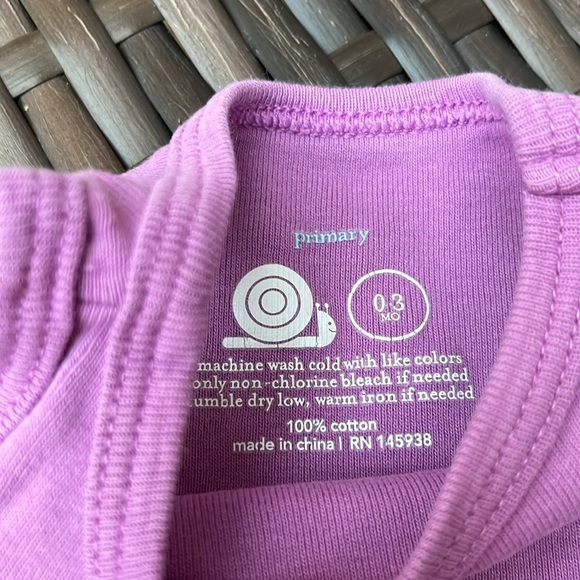 primary
0.3
MO
machine wash cold with like colors
only non-chlorine bleach if needed
tumble dry low, warm iron if needed
100% cotton
made in china | RN 145938